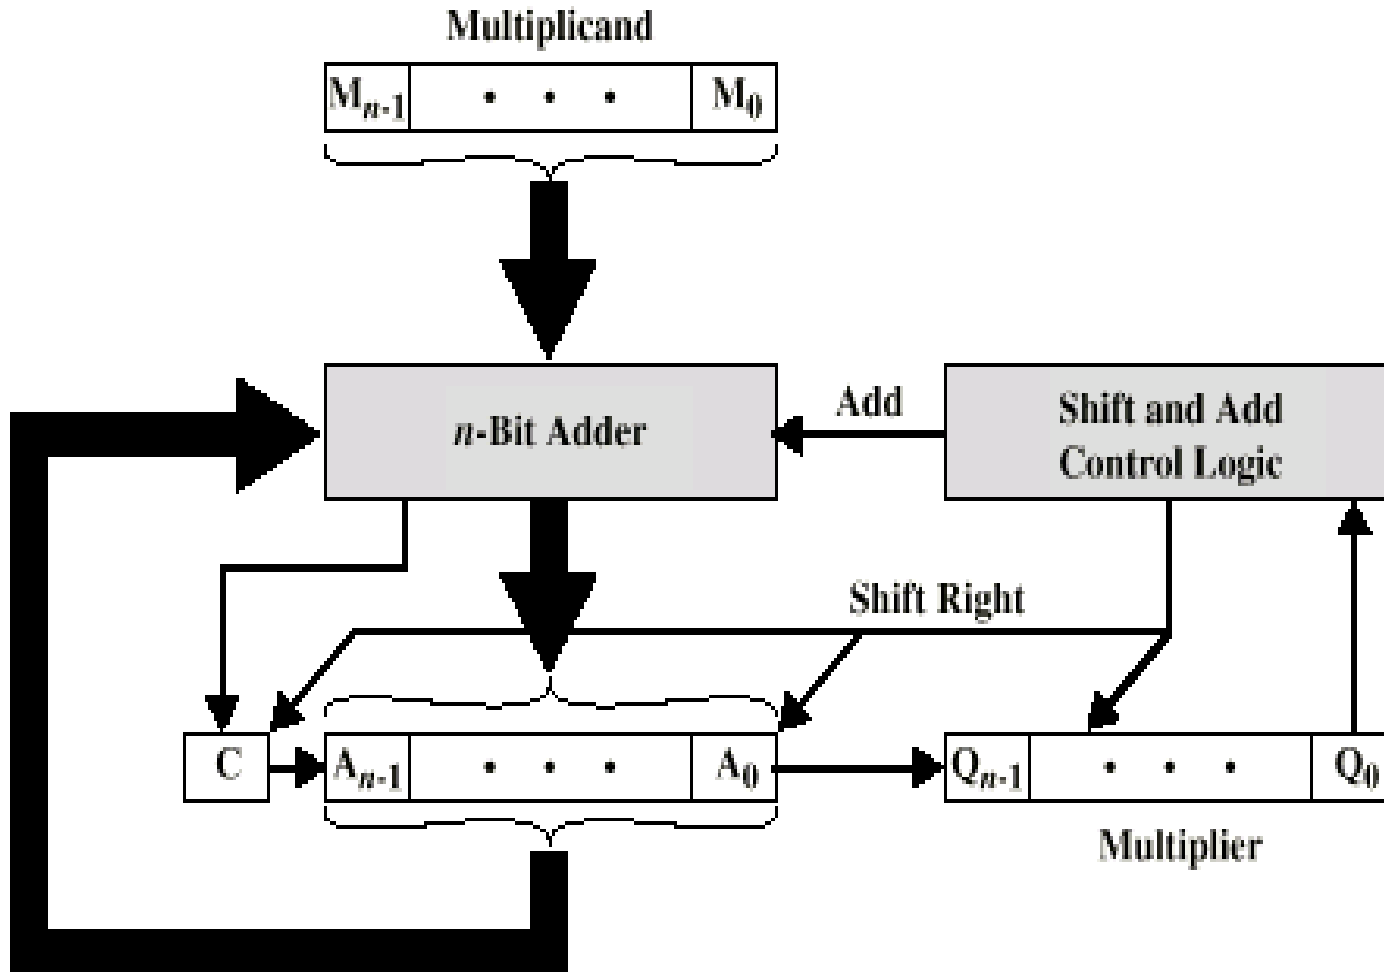 Multiplicand
Mn-1 • • • M0
n-Bit Adder
Add
Shift and Add
Control Logic
Shift Right
C
An-1 • • • A0
Qn-1 • • • Q0
Multiplier